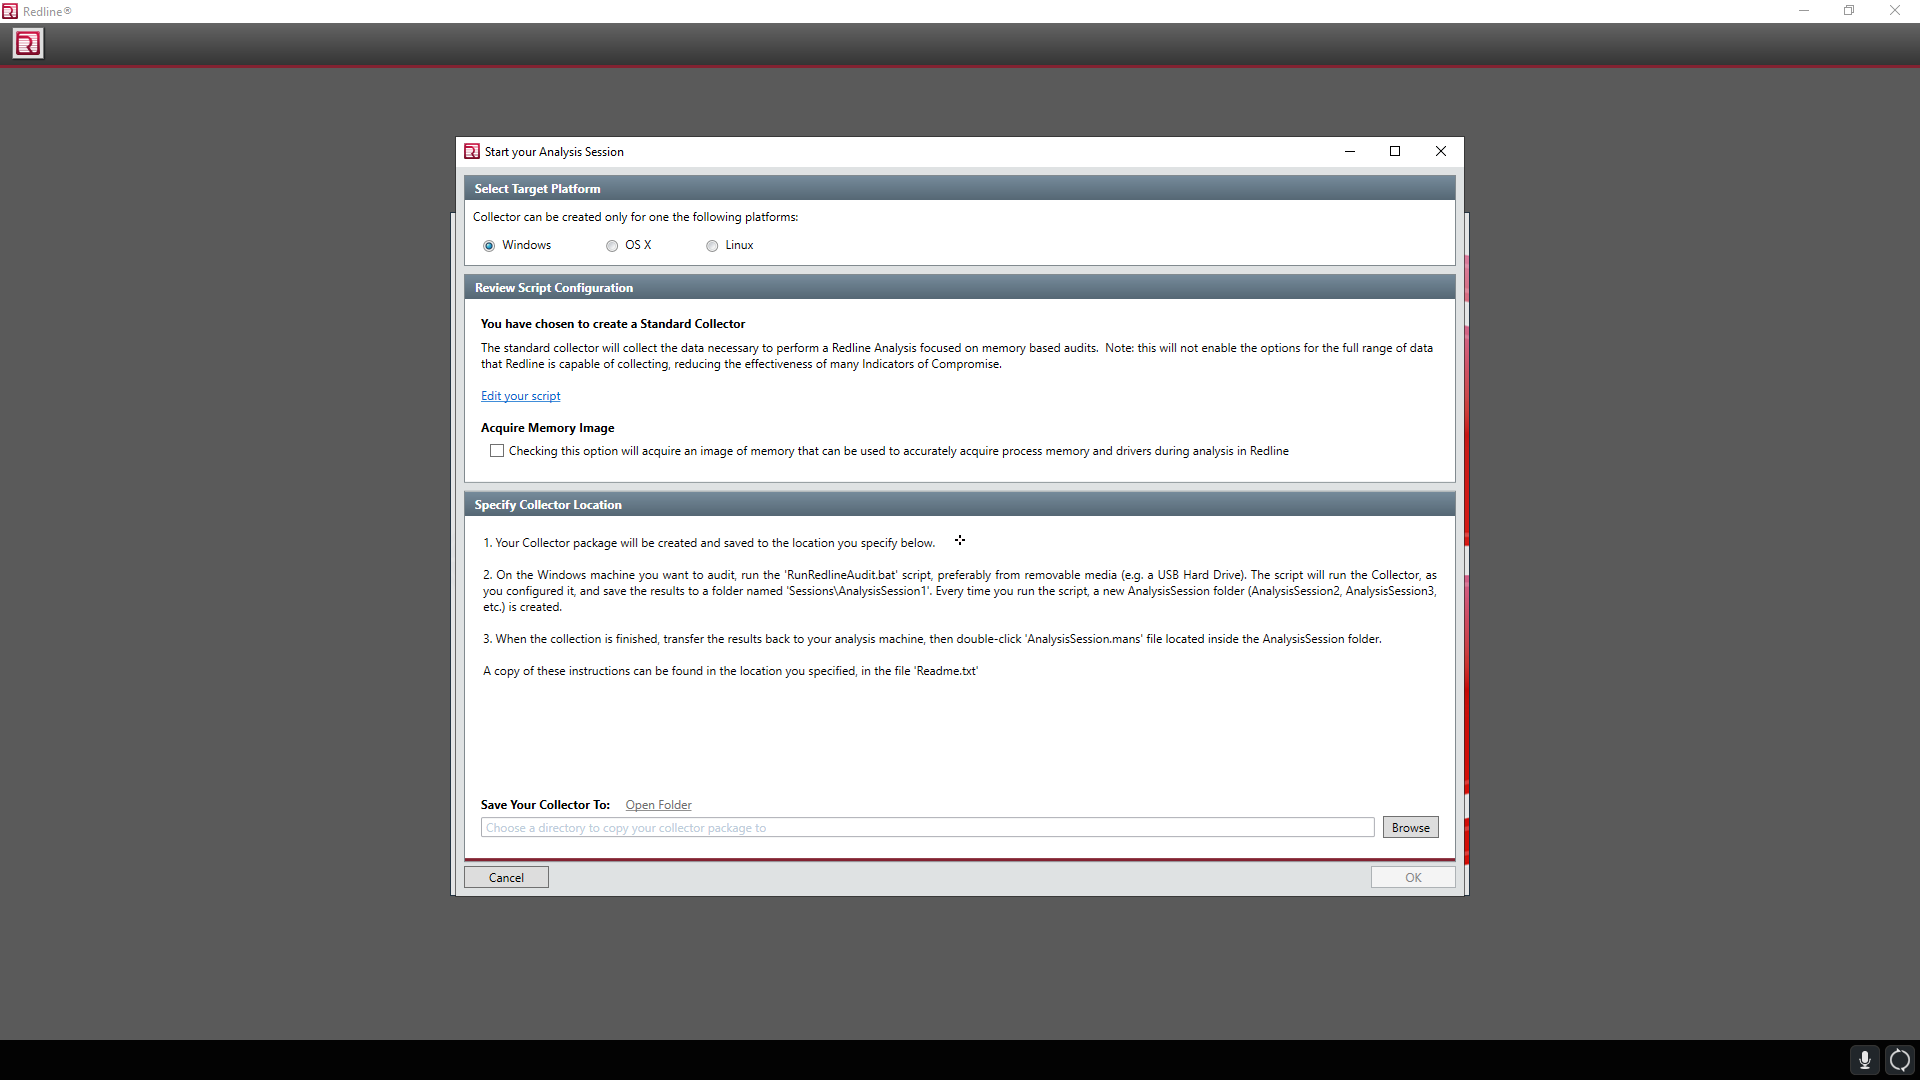 Redline®
Start your Analysis Session
Select Target Platform
Collector can be created only for one the following platforms:
Windows
OS X
Linux
Review Script Configuration
You have chosen to create a Standard Collector
The standard collector will collect the data necessary to perform a Redline Analysis focused on memory based audits.  Note: this will not enable the options for the full range of data
that Redline is capable of collecting, reducing the effectiveness of many Indicators of Compromise.
Edit your script
Acquire Memory Image
Checking this option will acquire an image of memory that can be used to accurately acquire process memory and drivers during analysis in Redline
Specify Collector Location
1. Your Collector package will be created and saved to the location you specify below.
2. On the Windows machine you want to audit, run the 'RunRedlineAudit.bat' script, preferably from removable media (e.g. a USB Hard Drive). The script will run the Collector, as
you configured it, and save the results to a folder named 'Sessions\AnalysisSession1'. Every time you run the script, a new AnalysisSession folder (AnalysisSession2, AnalysisSession3,
etc.) is created.
3. When the collection is finished, transfer the results back to your analysis machine, then double-click 'AnalysisSession.mans' file located inside the AnalysisSession folder.
A copy of these instructions can be found in the location you specified, in the file 'Readme.txt'
Save Your Collector To:
Open Folder
Choose a directory to copy your collector package to
Browse
Cancel
OK